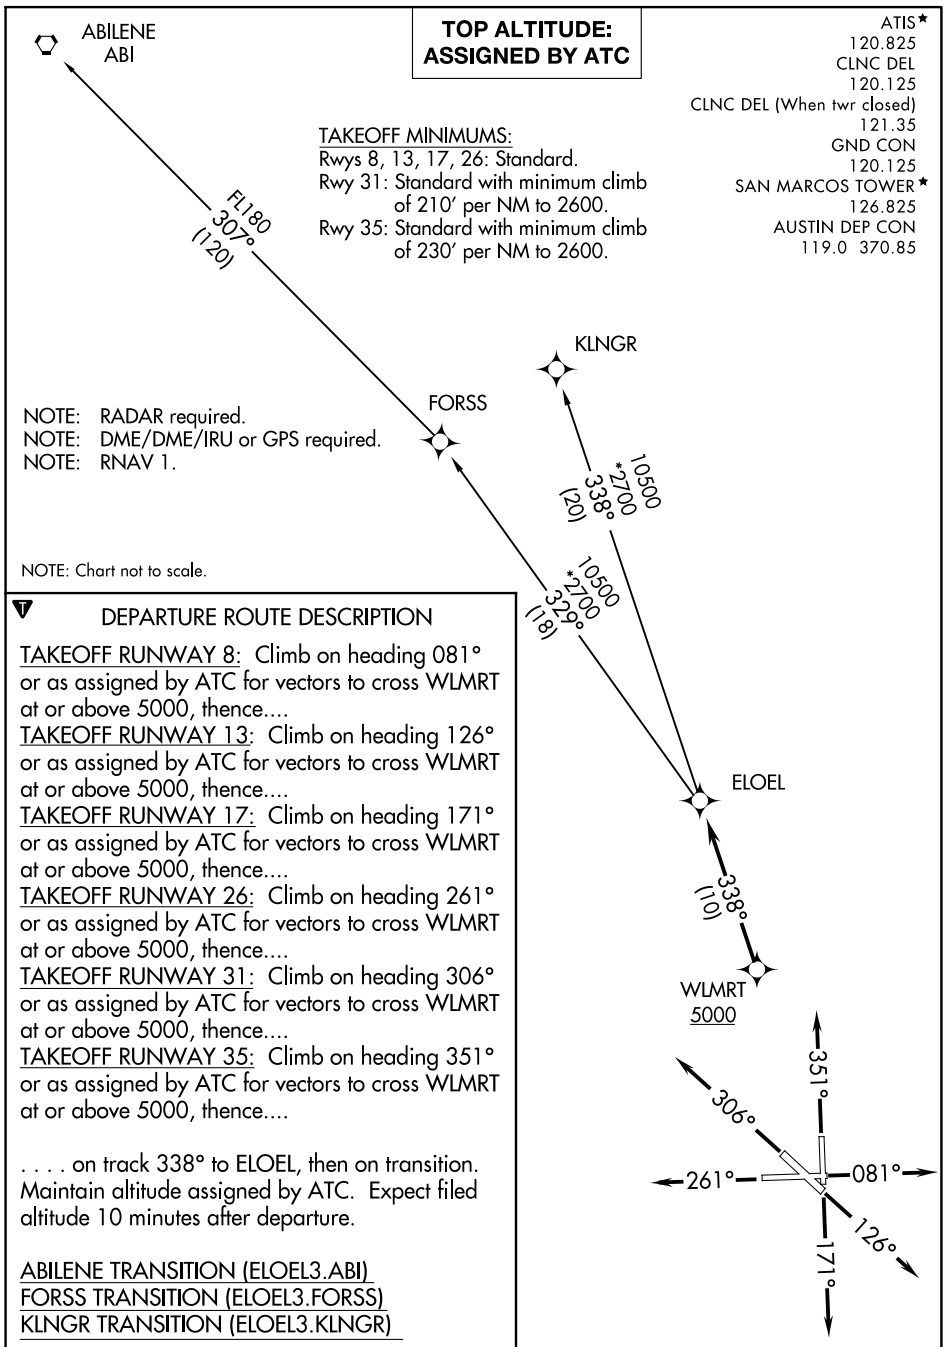 ABILENE
ABI
TOP ALTITUDE:
ASSIGNED BY ATC
ATIS★
120.825
CLNC DEL
120.125
CLNC DEL (When twr closed)
121.35
GND CON
120.125
SAN MARCOS TOWER★
126.825
AUSTIN DEP CON
119.0 370.85
TAKEOFF MINIMUMS:
Rwys 8, 13, 17, 26: Standard.
Rwy 31: Standard with minimum climb
of 210' per NM to 2600.
Rwy 35: Standard with minimum climb
of 230' per NM to 2600.
FL180
307°
(120)
KLNGR
FORSS
NOTE: RADAR required.
NOTE: DME/DME/IRU or GPS required.
NOTE: RNAV 1.
10500
*2700
338°
(20)
10500
*2700
329°
(18)
NOTE: Chart not to scale.
ELOEL
338°
(10)
WLMRT
5000
351°
306°
261°
081°
126°
171°
T
DEPARTURE ROUTE DESCRIPTION
TAKEOFF RUNWAY 8: Climb on heading 081°
or as assigned by ATC for vectors to cross WLMRT
at or above 5000, thence....
TAKEOFF RUNWAY 13: Climb on heading 126°
or as assigned by ATC for vectors to cross WLMRT
at or above 5000, thence....
TAKEOFF RUNWAY 17: Climb on heading 171°
or as assigned by ATC for vectors to cross WLMRT
at or above 5000, thence....
TAKEOFF RUNWAY 26: Climb on heading 261°
or as assigned by ATC for vectors to cross WLMRT
at or above 5000, thence....
TAKEOFF RUNWAY 31: Climb on heading 306°
or as assigned by ATC for vectors to cross WLMRT
at or above 5000, thence....
TAKEOFF RUNWAY 35: Climb on heading 351°
or as assigned by ATC for vectors to cross WLMRT
at or above 5000, thence....
. . . . on track 338° to ELOEL, then on transition.
Maintain altitude assigned by ATC. Expect filed
altitude 10 minutes after departure.
ABILENE TRANSITION (ELOEL3.ABI)
FORSS TRANSITION (ELOEL3.FORSS)
KLNGR TRANSITION (ELOEL3.KLNGR)